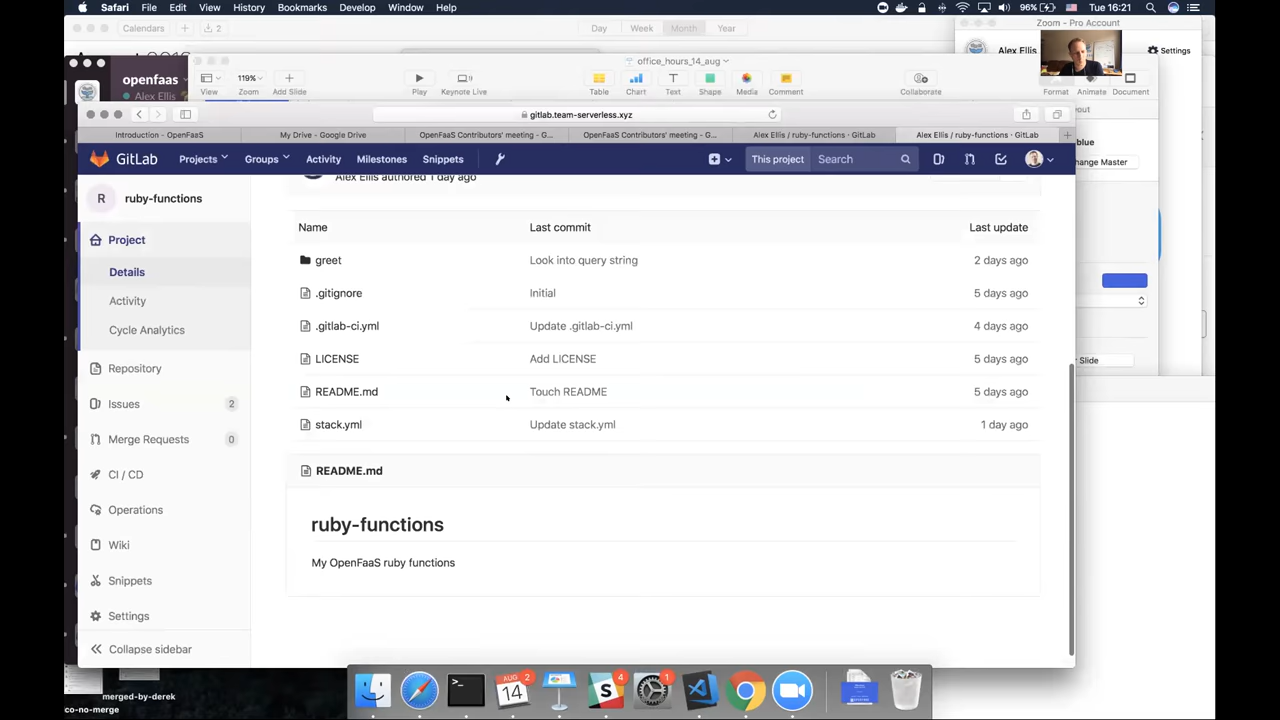 Safari File Edit View History Bookmarks Develop Window Help 96% Tue 16:21
Calendars 2 Day Week Month Year
Zoom - Pro Account
Alex Ellis Settings
office_hours_14_aug
openfaas
Alex Ellis
119%
View Zoom Add Slide Play Keynote Live Table Chart Text Shape Media Comment Collaborate Format Animate Document
gitlab.team-serverless.xyz
Introduction - OpenFaaS My Drive - Google Drive OpenFaaS Contributors' meeting - G... OpenFaaS Contributors' meeting - G... Alex Ellis / ruby-functions · GitLab Alex Ellis / ruby-functions · GitLab
GitLab Projects Groups Activity Milestones Snippets This project Search
blue
hange Master
Alex Ellis authored 1 day ago
R ruby-functions
Project
Details
Activity
Cycle Analytics
Repository
Issues 2
Merge Requests 0
CI / CD
Operations
Wiki
Snippets
Settings
Collapse sidebar
Name Last commit Last update
greet Look into query string 2 days ago
.gitignore Initial 5 days ago
.gitlab-ci.yml Update .gitlab-ci.yml 4 days ago
LICENSE Add LICENSE 5 days ago
README.md Touch README 5 days ago
stack.yml Update stack.yml 1 day ago
README.md
ruby-functions
My OpenFaaS ruby functions
r Slide
merged-by-derek
co-no-merge
AUG
14
2
4
1